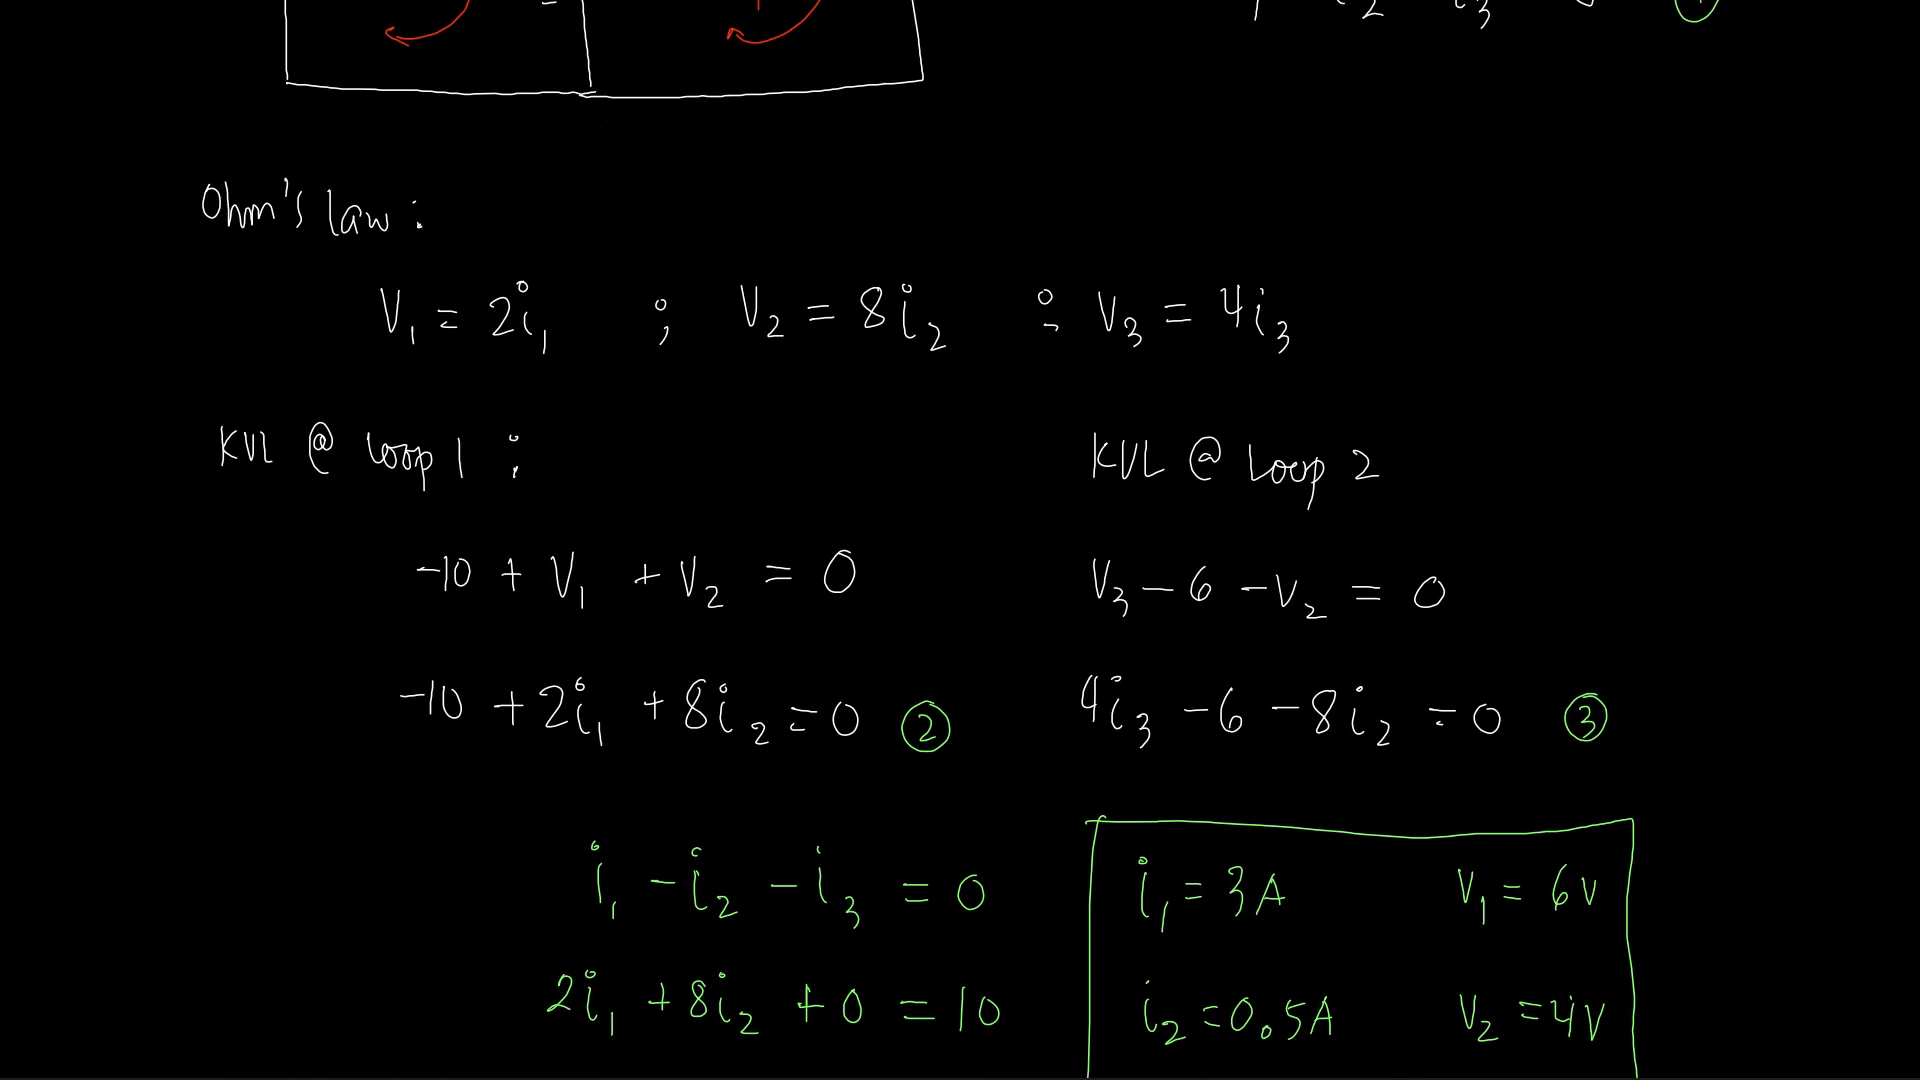 Ohm's law :
V₁ = 2i₁ ; V₂ = 8i₂ ; V₃ = 4i₃
KVL @ loop 1 :
KVL @ Loop 2
-10 + V₁ + V₂ = 0
V₃ - 6 - V₂ = 0
-10 + 2i₁ + 8i₂ = 0 ②
4i₃ - 6 - 8i₂ = 0 ③
i₁ - i₂ - i₃ = 0
2i₁ + 8i₂ + 0 = 10
i₁ = 3A V₁ = 6V
i₂ = 0.5A V₂ = 4V